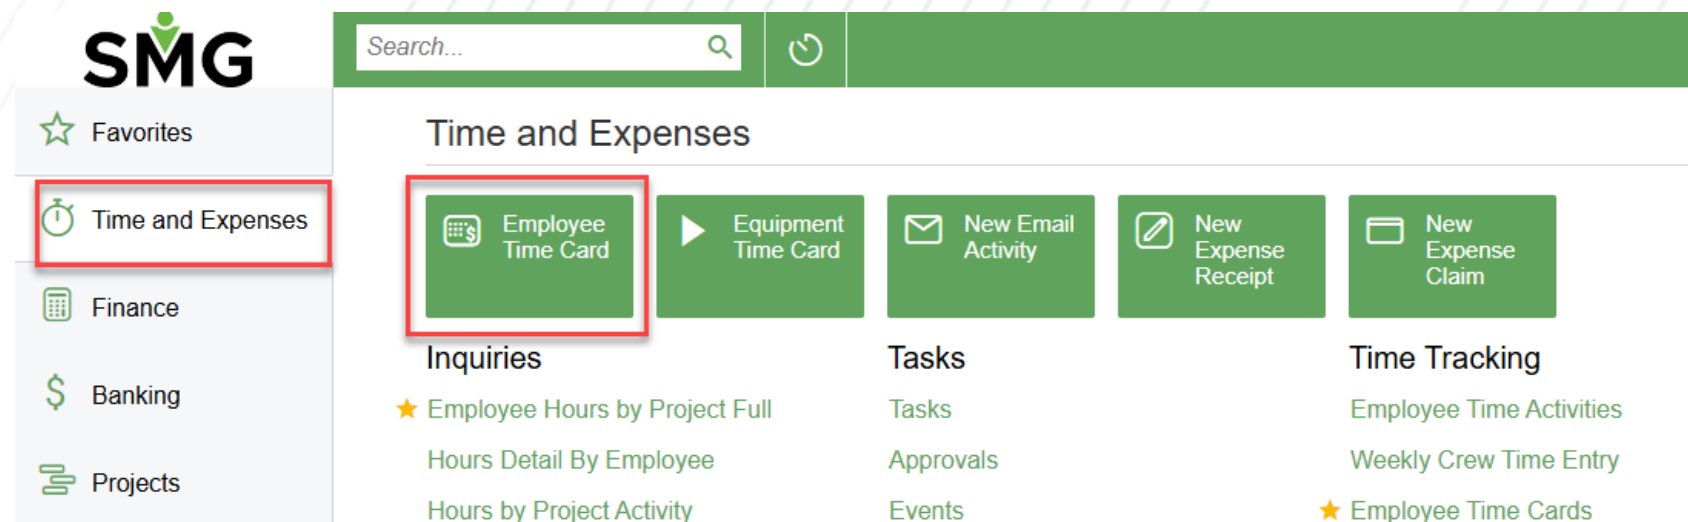 SMG
Search...
Favorites
Time and Expenses
Finance
Banking
Projects
Time and Expenses
Employee
Time Card
Equipment
Time Card
New Email
Activity
New
Expense
Receipt
New
Expense
Claim
Inquiries
Employee Hours by Project Full
Hours Detail By Employee
Hours by Project Activity
Tasks
Tasks
Approvals
Events
Time Tracking
Employee Time Activities
Weekly Crew Time Entry
Employee Time Cards